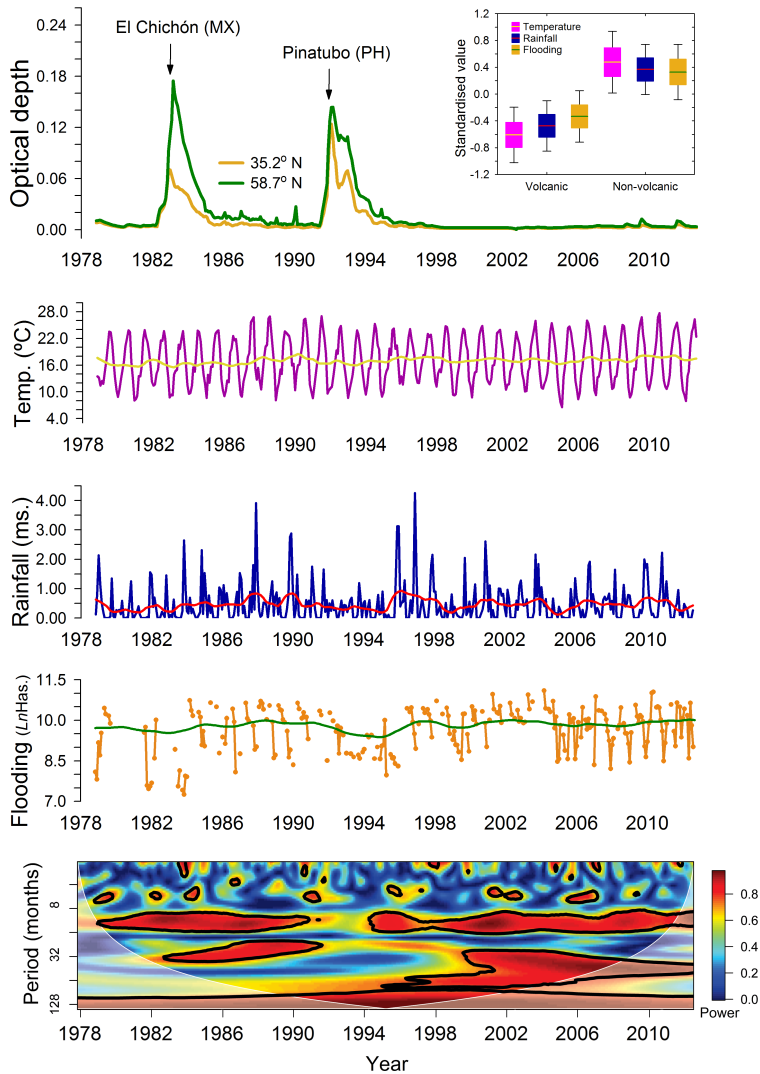 El Chichón (MX)
Pinatubo (PH)
Optical depth
0.24
0.18
0.12
0.06
0.00
35.2º N
58.7º N
1978 1982 1986 1990 1994 1998 2002 2006 2010
Standardised value
1.2
0.8
0.4
0.0
-0.4
-0.8
-1.2
Temperature
Rainfall
Flooding
Volcanic Non-volcanic
Temp. (ºC)
28.0
22.0
16.0
10.0
4.0
1978 1982 1986 1990 1994 1998 2002 2006 2010
Rainfall (ms.)
4.00
3.00
2.00
1.00
0.00
1978 1982 1986 1990 1994 1998 2002 2006 2010
Flooding (LnHas.)
11.5
10.0
8.5
7.0
1978 1982 1986 1990 1994 1998 2002 2006 2010
Period (months)
8
32
128
1978 1982 1986 1990 1994 1998 2002 2006 2010
Year
0.8
0.6
0.4
0.2
0.0
Power